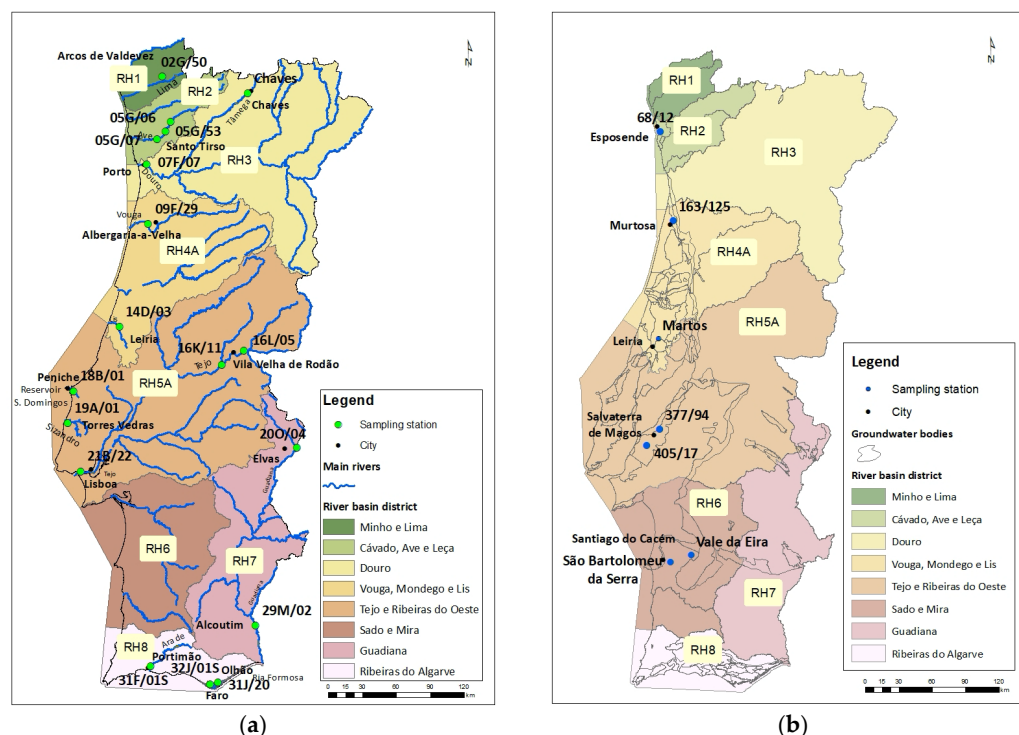 N
Arcos de Valdevez
02G/50
RH1
Lima
RH2
Chaves
Chaves
Tâmega
05G/06
Ave
05G/53
05G/07
Santo Tirso
07F/07
RH3
Porto
Douro
Vouga
09F/29
Albergaria-a-Velha
RH4A
14D/03
Lis
Leiria
16K/11
16L/05
Tejo
Vila Velha de Rodão
Peniche
18B/01
Reservoir
S. Domingos
RH5A
19A/01
Torres Vedras
Sizandro
20O/04
Elvas
21B/22
Tejo
Lisboa
Guadiana
RH6
RH7
Guadiana
29M/02
Alcoutim
RH8
Arade
Portimão
32J/01S
Olhão
Ria Formosa
31F/01S
31J/20
Faro
Legend
Sampling station
City
Main rivers
River basin district
Minho e Lima
Cávado, Ave e Leça
Douro
Vouga, Mondego e Lis
Tejo e Ribeiras do Oeste
Sado e Mira
Guadiana
Ribeiras do Algarve
0 15 30 60 90 120
km
(a)
N
RH1
68/12
Esposende
RH2
RH3
163/125
Murtosa
RH4A
Martos
Leiria
RH5A
377/94
Salvaterra
de Magos
405/17
RH6
Santiago do Cacém
Vale da Eira
São Bartolomeu
da Serra
RH7
RH8
Legend
Sampling station
City
Groundwater bodies
River basin district
Minho e Lima
Cávado, Ave e Leça
Douro
Vouga, Mondego e Lis
Tejo e Ribeiras do Oeste
Sado e Mira
Guadiana
Ribeiras do Algarve
0 15 30 60 90 120
km
(b)